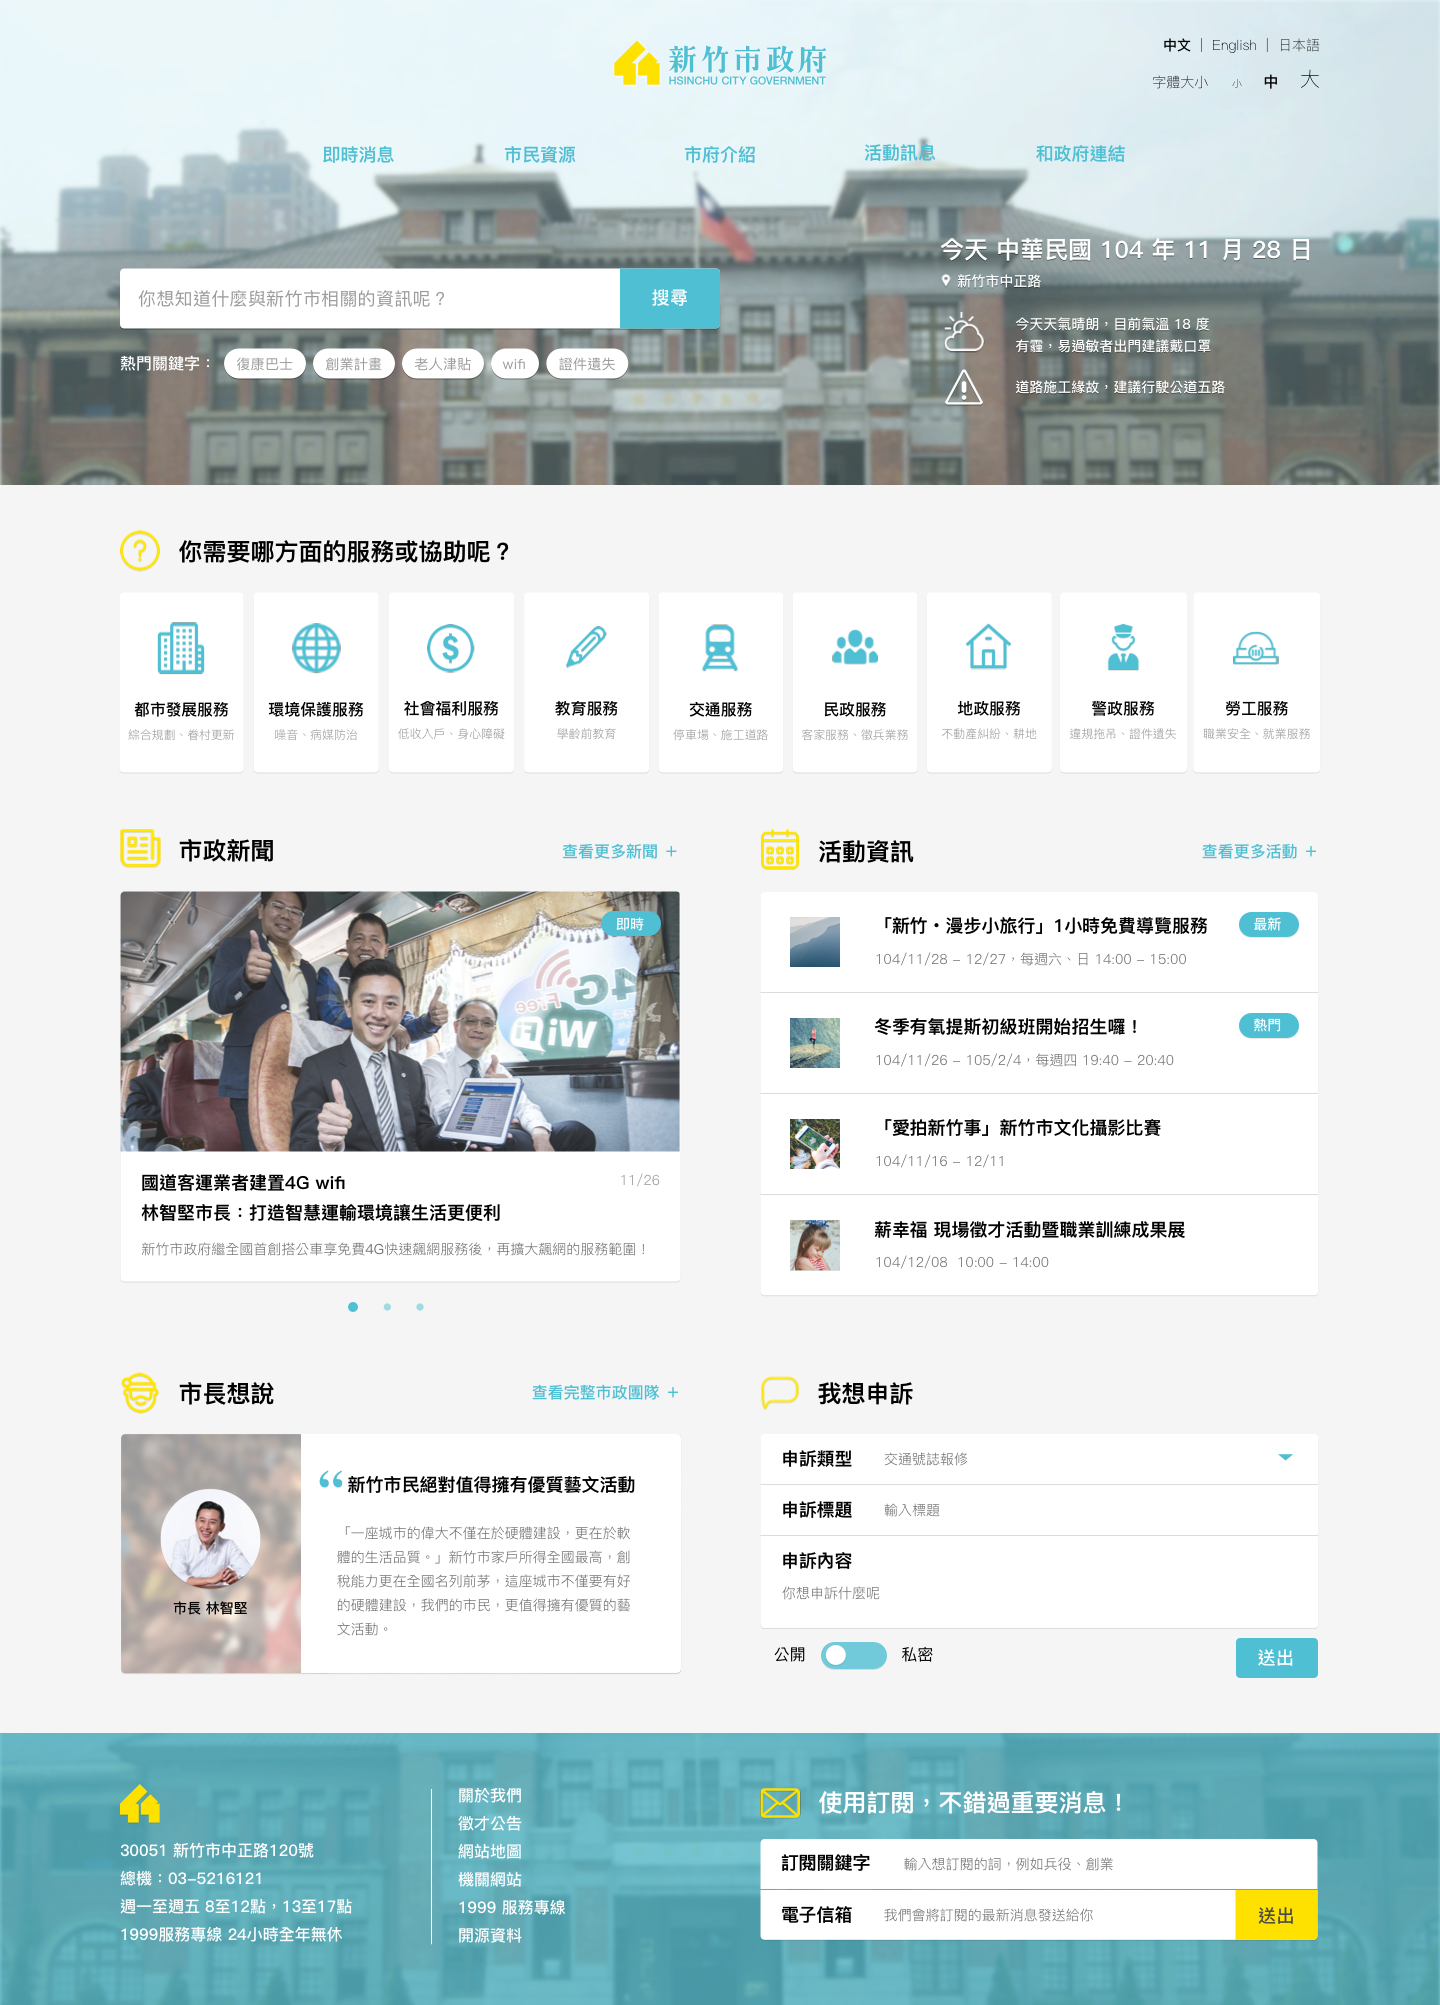 新竹市政府
HSINCHU CITY GOVERNMENT
中文 | English | 日本語
字體大小 小 中 大
即時消息 市民資源 市府介紹 活動訊息 和政府連結
今天 中華民國 104 年 11 月 28 日
新竹市中正路
今天天氣晴朗，目前氣溫 18 度
有霾，易過敏者出門建議戴口罩
道路施工緣故，建議行駛公道五路
你想知道什麼與新竹市相關的資訊呢？ 搜尋
熱門關鍵字： 復康巴士 創業計畫 老人津貼 wifi 證件遺失
你需要哪方面的服務或協助呢？
都市發展服務
綜合規劃、眷村更新
環境保護服務
噪音、病媒防治
社會福利服務
低收入戶、身心障礙
教育服務
學齡前教育
交通服務
停車場、施工道路
民政服務
客家服務、徵兵業務
地政服務
不動產糾紛、耕地
警政服務
違規拖吊、證件遺失
勞工服務
職業安全、就業服務
市政新聞 查看更多新聞 +
即時
4G
Free
WiFi
國道客運業者建置4G wifi 11/26
林智堅市長：打造智慧運輸環境讓生活更便利
新竹市政府繼全國首創搭公車享免費4G快速飆網服務後，再擴大飆網的服務範圍！
活動資訊 查看更多活動 +
「新竹・漫步小旅行」1小時免費導覽服務 最新
104/11/28 – 12/27，每週六、日 14:00 – 15:00
冬季有氧提斯初級班開始招生囉！ 熱門
104/11/26 – 105/2/4，每週四 19:40 – 20:40
「愛拍新竹事」新竹市文化攝影比賽
104/11/16 – 12/11
薪幸福 現場徵才活動暨職業訓練成果展
104/12/08 10:00 – 14:00
市長想說 查看完整市政團隊 +
市長 林智堅
“ 新竹市民絕對值得擁有優質藝文活動
「一座城市的偉大不僅在於硬體建設，更在於軟
體的生活品質。」新竹市家戶所得全國最高，創
稅能力更在全國名列前茅，這座城市不僅要有好
的硬體建設，我們的市民，更值得擁有優質的藝
文活動。
我想申訴
申訴類型 交通號誌報修
申訴標題 輸入標題
申訴內容
你想申訴什麼呢
公開 私密 送出
30051 新竹市中正路120號
總機：03-5216121
週一至週五 8至12點，13至17點
1999服務專線 24小時全年無休
關於我們
徵才公告
網站地圖
機關網站
1999 服務專線
開源資料
使用訂閱，不錯過重要消息！
訂閱關鍵字 輸入想訂閱的詞，例如兵役、創業
電子信箱 我們會將訂閱的最新消息發送給你 送出